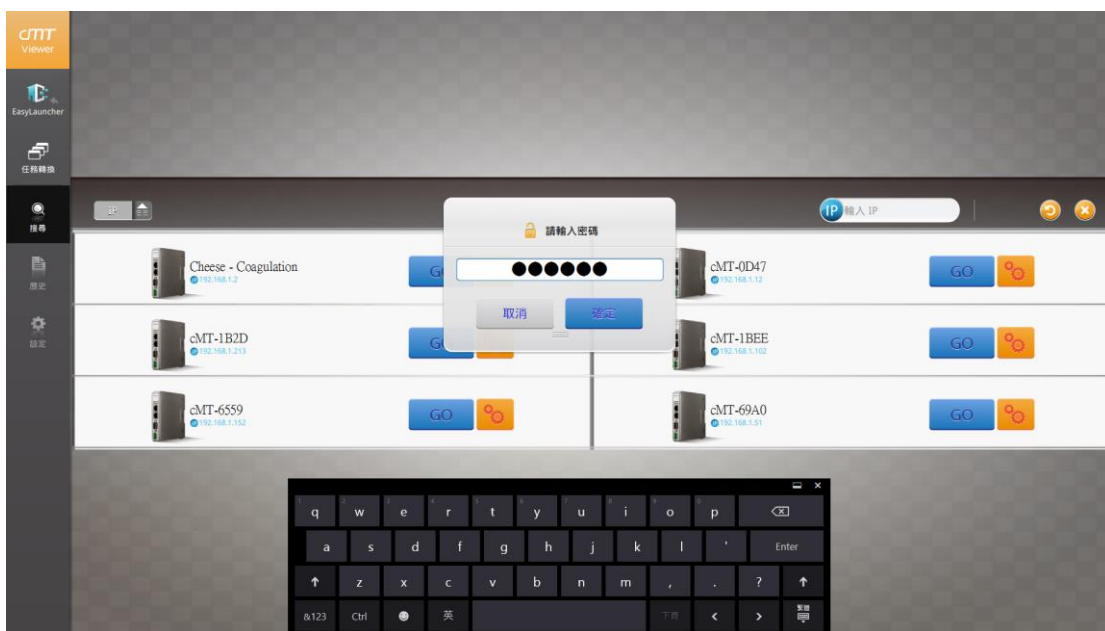 cMT
Viewer
EasyLauncher
任務轉換
搜尋
歷史
設定
IP
IP 輸入 IP
請輸入密碼
●●●●●●
取消
確定
Cheese - Coagulation
192.168.1.2
G
cMT-0D47
192.168.1.12
GO
cMT-1B2D
192.168.1.213
G
cMT-1BEE
192.168.1.102
GO
cMT-6559
192.168.1.152
GO
cMT-69A0
192.168.1.51
GO
q w e r t y u i o p
a s d f g h j k l ' Enter
z x c v b n m , . ?
&123 Ctrl 英 下頁 < >